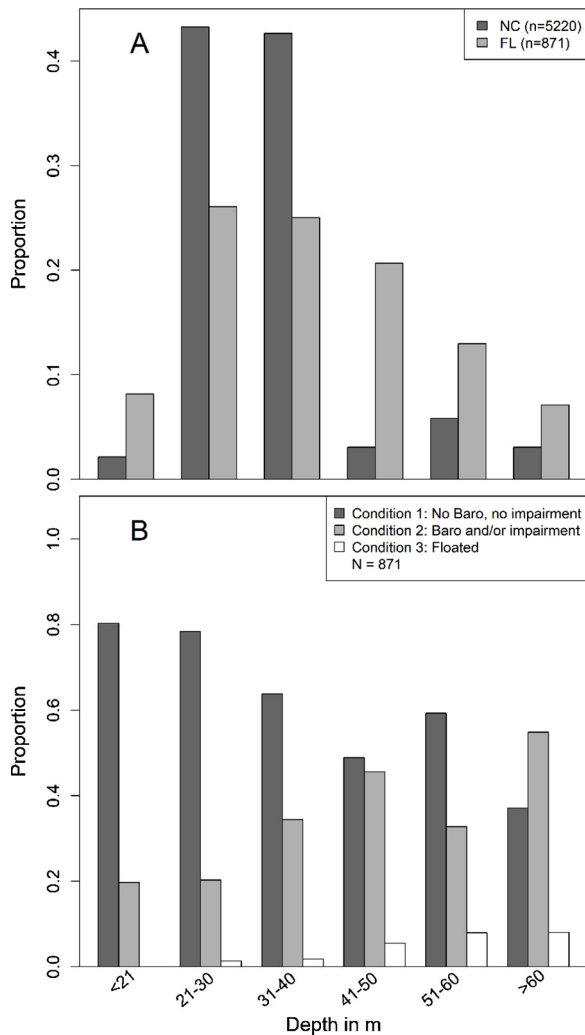 A
NC (n=5220)
FL (n=871)
Proportion
0.4
0.3
0.2
0.1
0.0
B
Condition 1: No Baro, no impairment
Condition 2: Baro and/or impairment
Condition 3: Floated
N = 871
Proportion
1.0
0.8
0.6
0.4
0.2
0.0
<21
21-30
31-40
41-50
51-60
>60
Depth in m